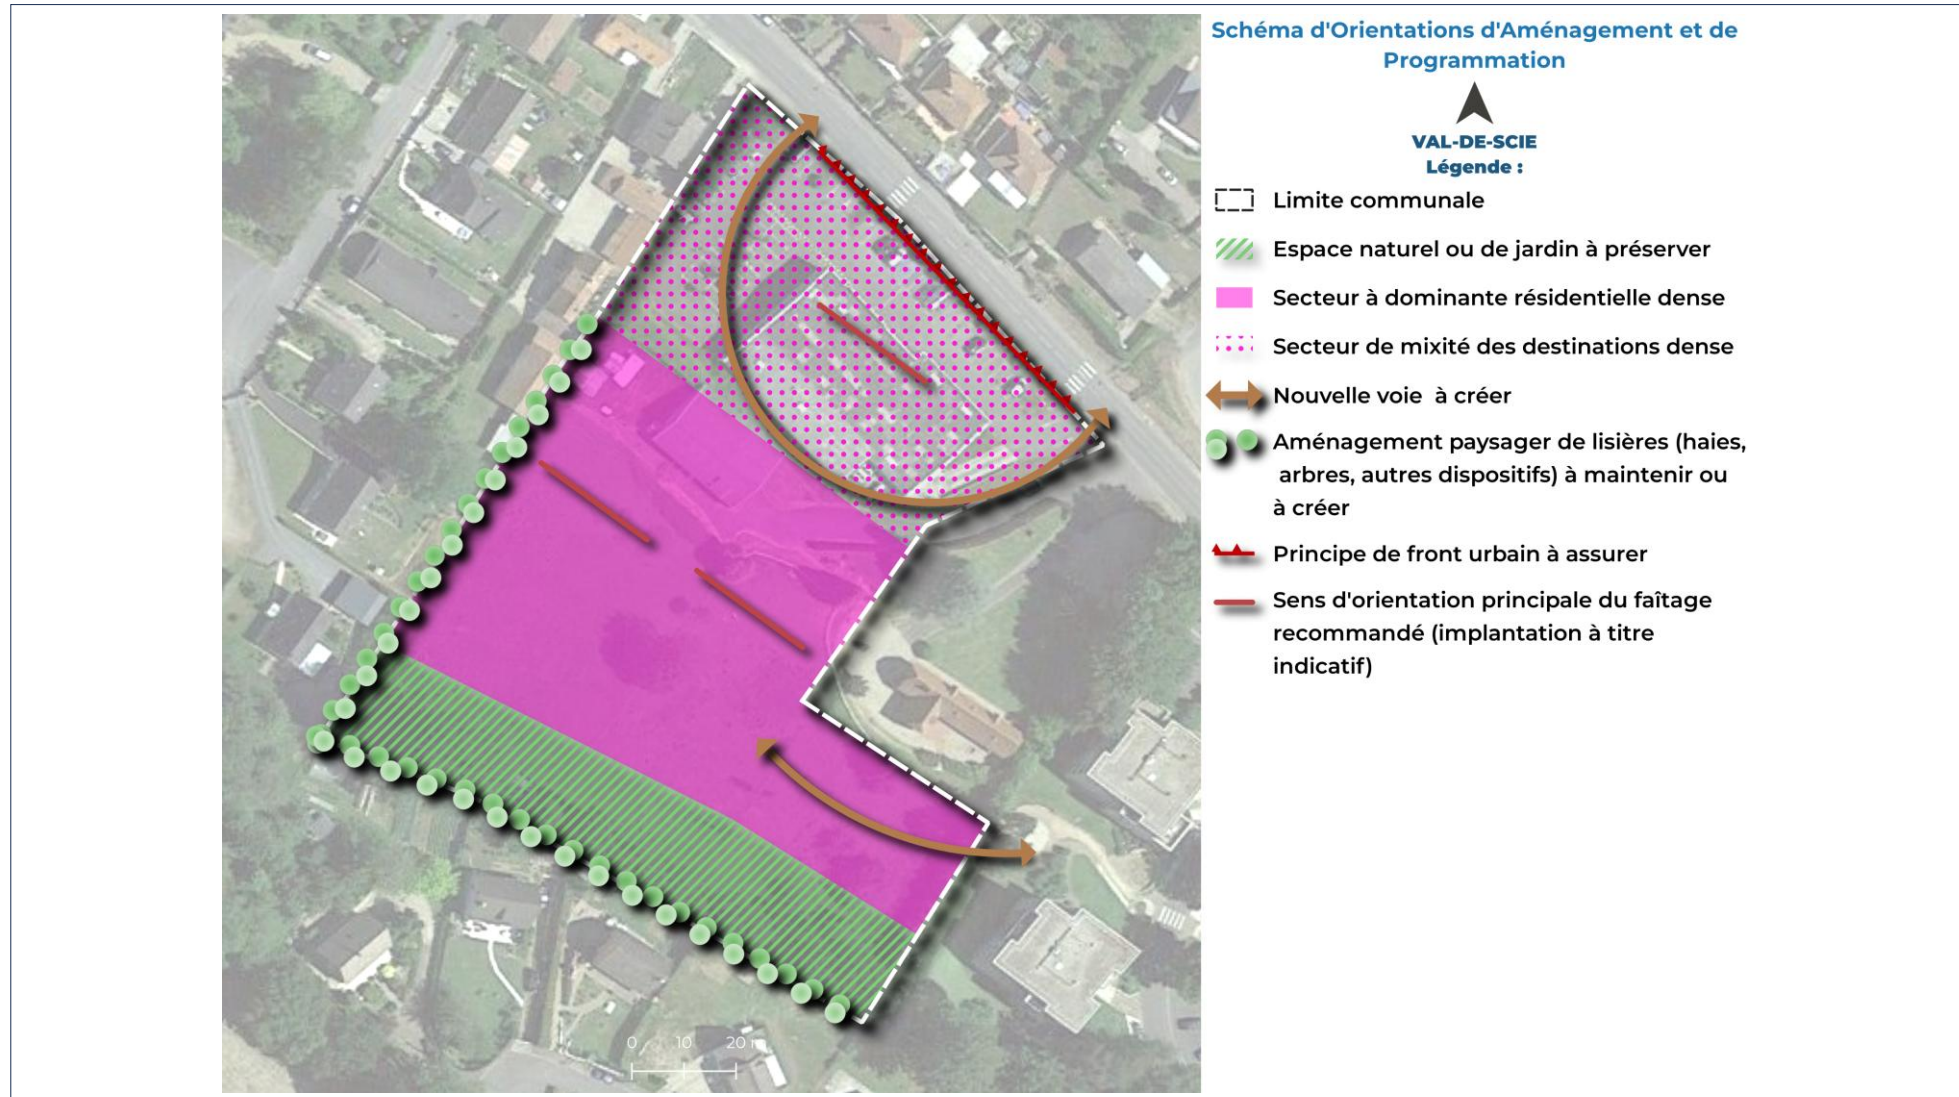 Schéma d'Orientations d'Aménagement et de
Programmation
VAL-DE-SCIE
Légende :
Limite communale
Espace naturel ou de jardin à préserver
Secteur à dominante résidentielle dense
Secteur de mixité des destinations dense
Nouvelle voie à créer
Aménagement paysager de lisières (haies,
arbres, autres dispositifs) à maintenir ou
à créer
Principe de front urbain à assurer
Sens d'orientation principale du faîtage
recommandé (implantation à titre
indicatif)
0 10 20 m